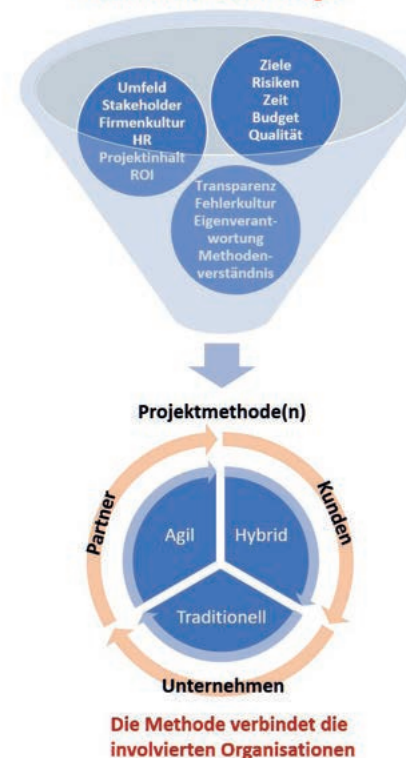 Umfeld
Stakeholder
Firmenkultur
HR
Projektinhalt
ROI
Ziele
Risiken
Zeit
Budget
Qualität
Transparenz
Fehlerkultur
Eigenverant-
wortung
Methoden-
verständnis
Projektmethode(n)
Partner
Agil
Hybrid
Kunden
Traditionell
Unternehmen
Die Methode verbindet die
involvierten Organisationen